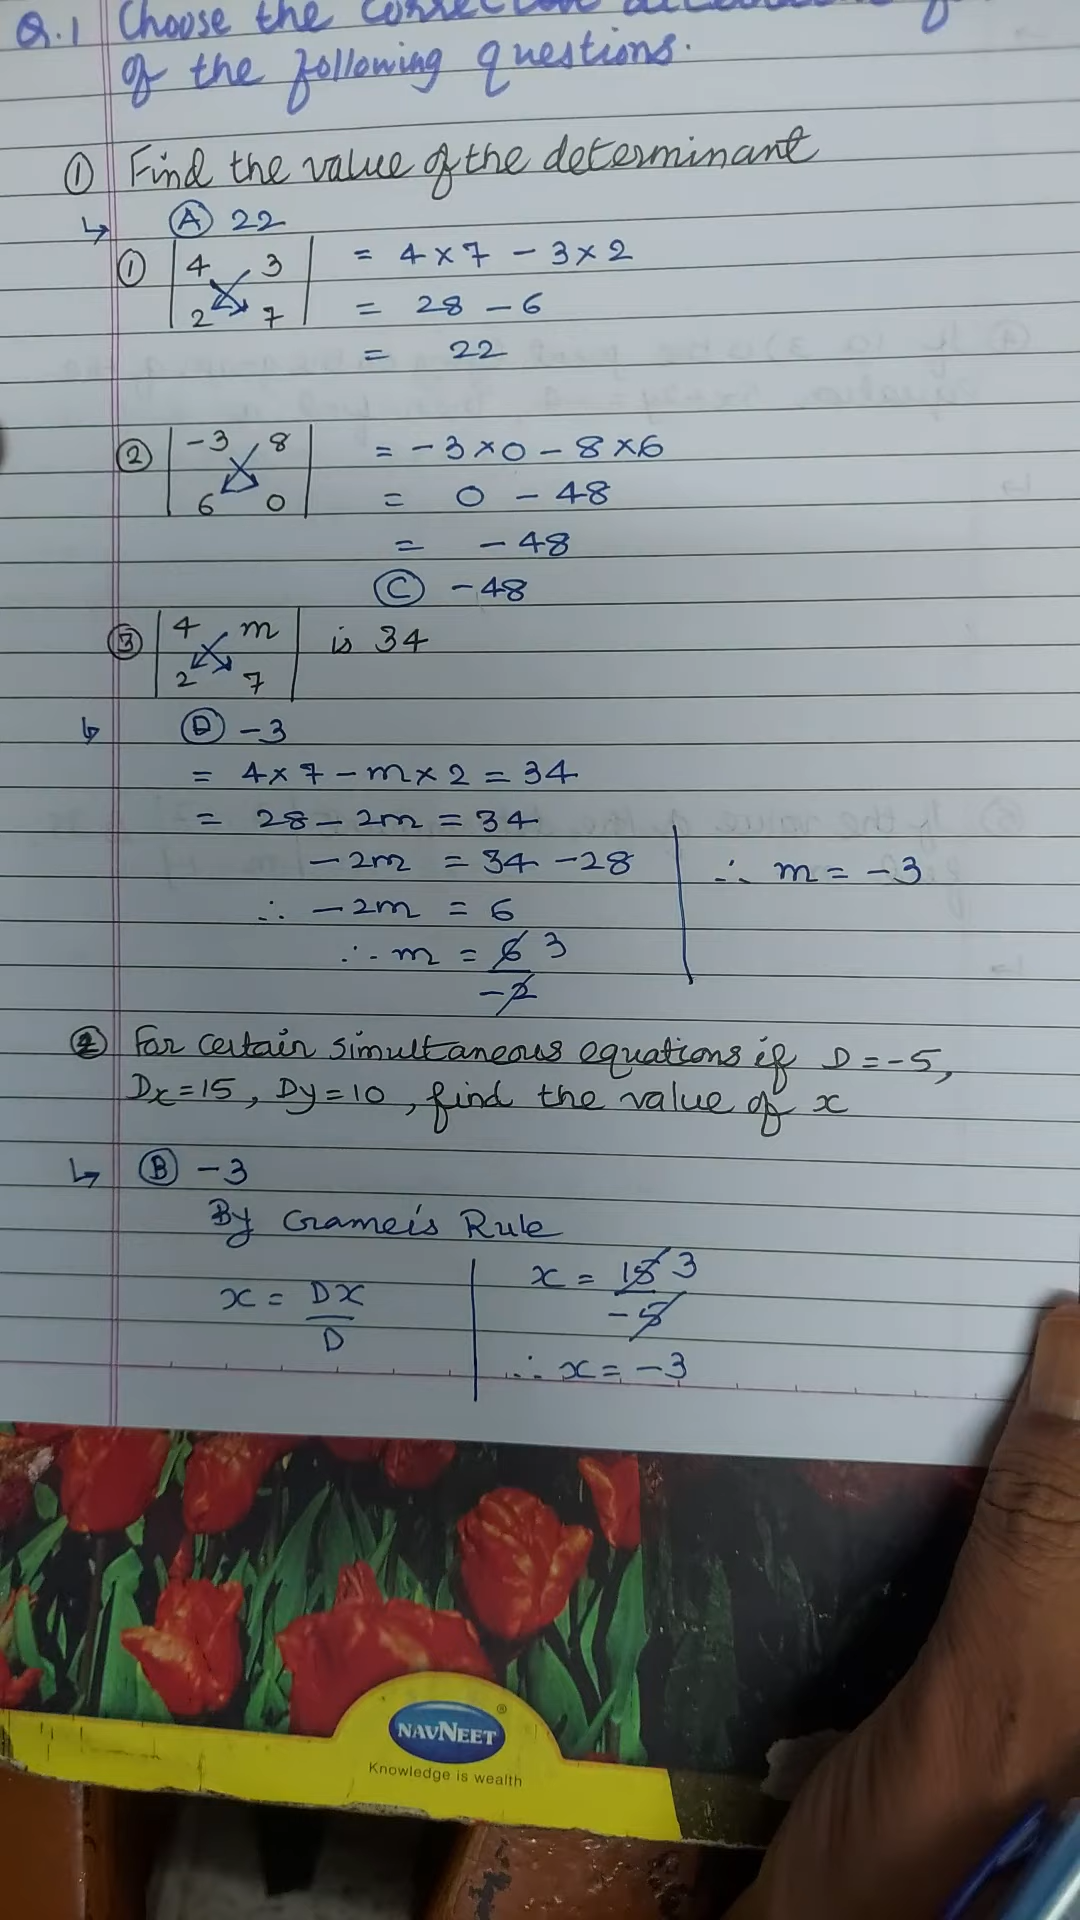 Q.1 Choose the
of the following questions.
① Find the value of the determinant
↳ Ⓐ 22
① | 4 3 | = 4 × 7 - 3 × 2
| 2 7 | = 28 - 6
= 22
② | -3 8 | = -3 × 0 - 8 × 6
| 6 0 | = 0 - 48
= -48
Ⓒ -48
③ | 4 m | is 34
| 2 7 |
↳ Ⓓ -3
= 4 × 7 - m × 2 = 34
= 28 - 2m = 34
-2m = 34 - 28
∴ m = -3
∴ -2m = 6
∴ m = 6 3
-2
② For certain simultaneous equations if D = -5,
Dx = 15, Dy = 10, find the value of x
↳ Ⓑ -3
By Cramer's Rule
x = Dx
D
x = 15 3
-5
∴ x = -3
NAVNEET®
Knowledge is wealth